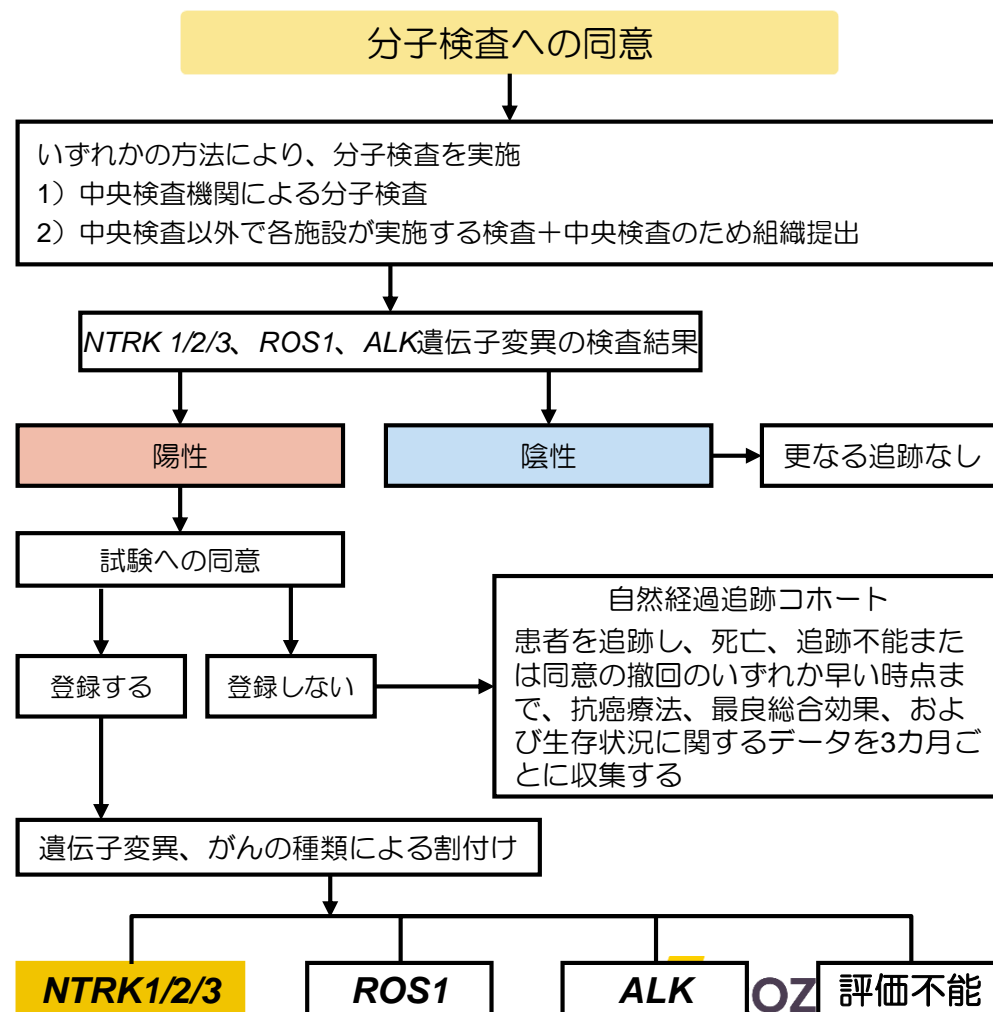 分子検査への同意
いずれかの方法により、分子検査を実施
1）中央検査機関による分子検査
2）中央検査以外で各施設が実施する検査＋中央検査のため組織提出
NTRK 1/2/3、ROS1、ALK遺伝子変異の検査結果
陽性
陰性
更なる追跡なし
試験への同意
登録する
登録しない
自然経過追跡コホート
患者を追跡し、死亡、追跡不能また
は同意の撤回のいずれか早い時点ま
で、抗癌療法、最良総合効果、およ
び生存状況に関するデータを3カ月ご
とに収集する
遺伝子変異、がんの種類による割付け
NTRK1/2/3
ROS1
ALK
OZ
評価不能